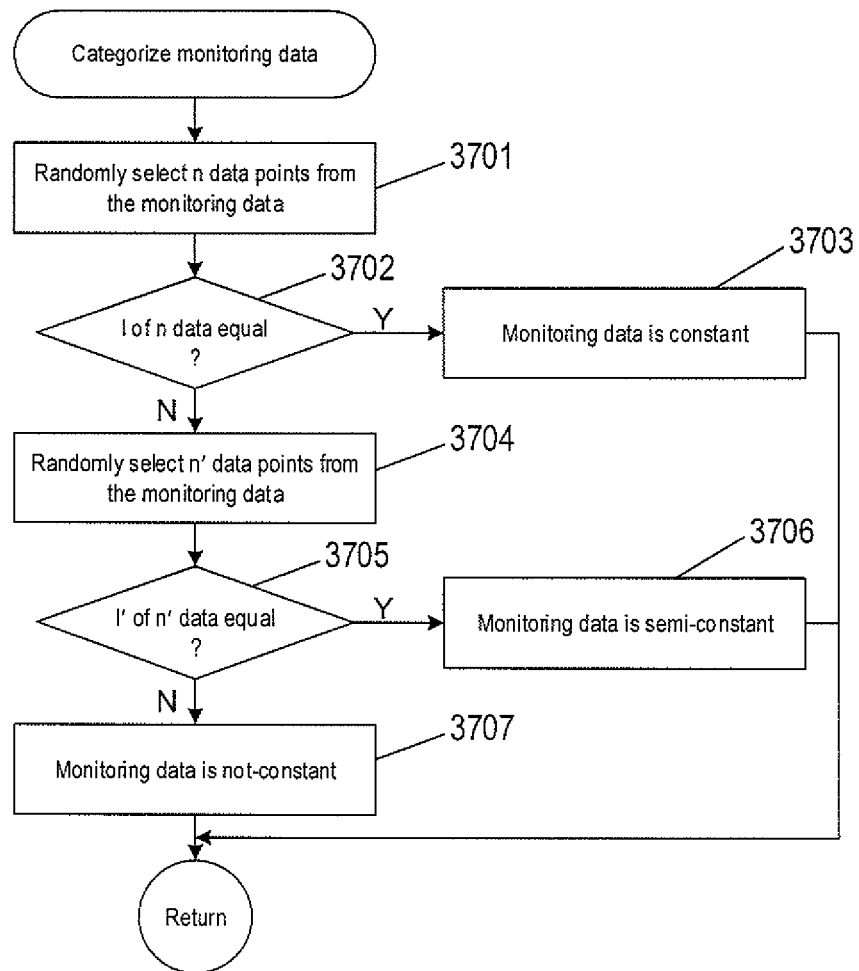 Categorize monitoring data
3701
Randomly select n data points from
the monitoring data
3702
3703
l of n data equal
?
Y
Monitoring data is constant
N
3704
Randomly select n′ data points from
the monitoring data
3705
3706
l′ of n′ data equal
?
Y
Monitoring data is semi-constant
N
3707
Monitoring data is not-constant
Return